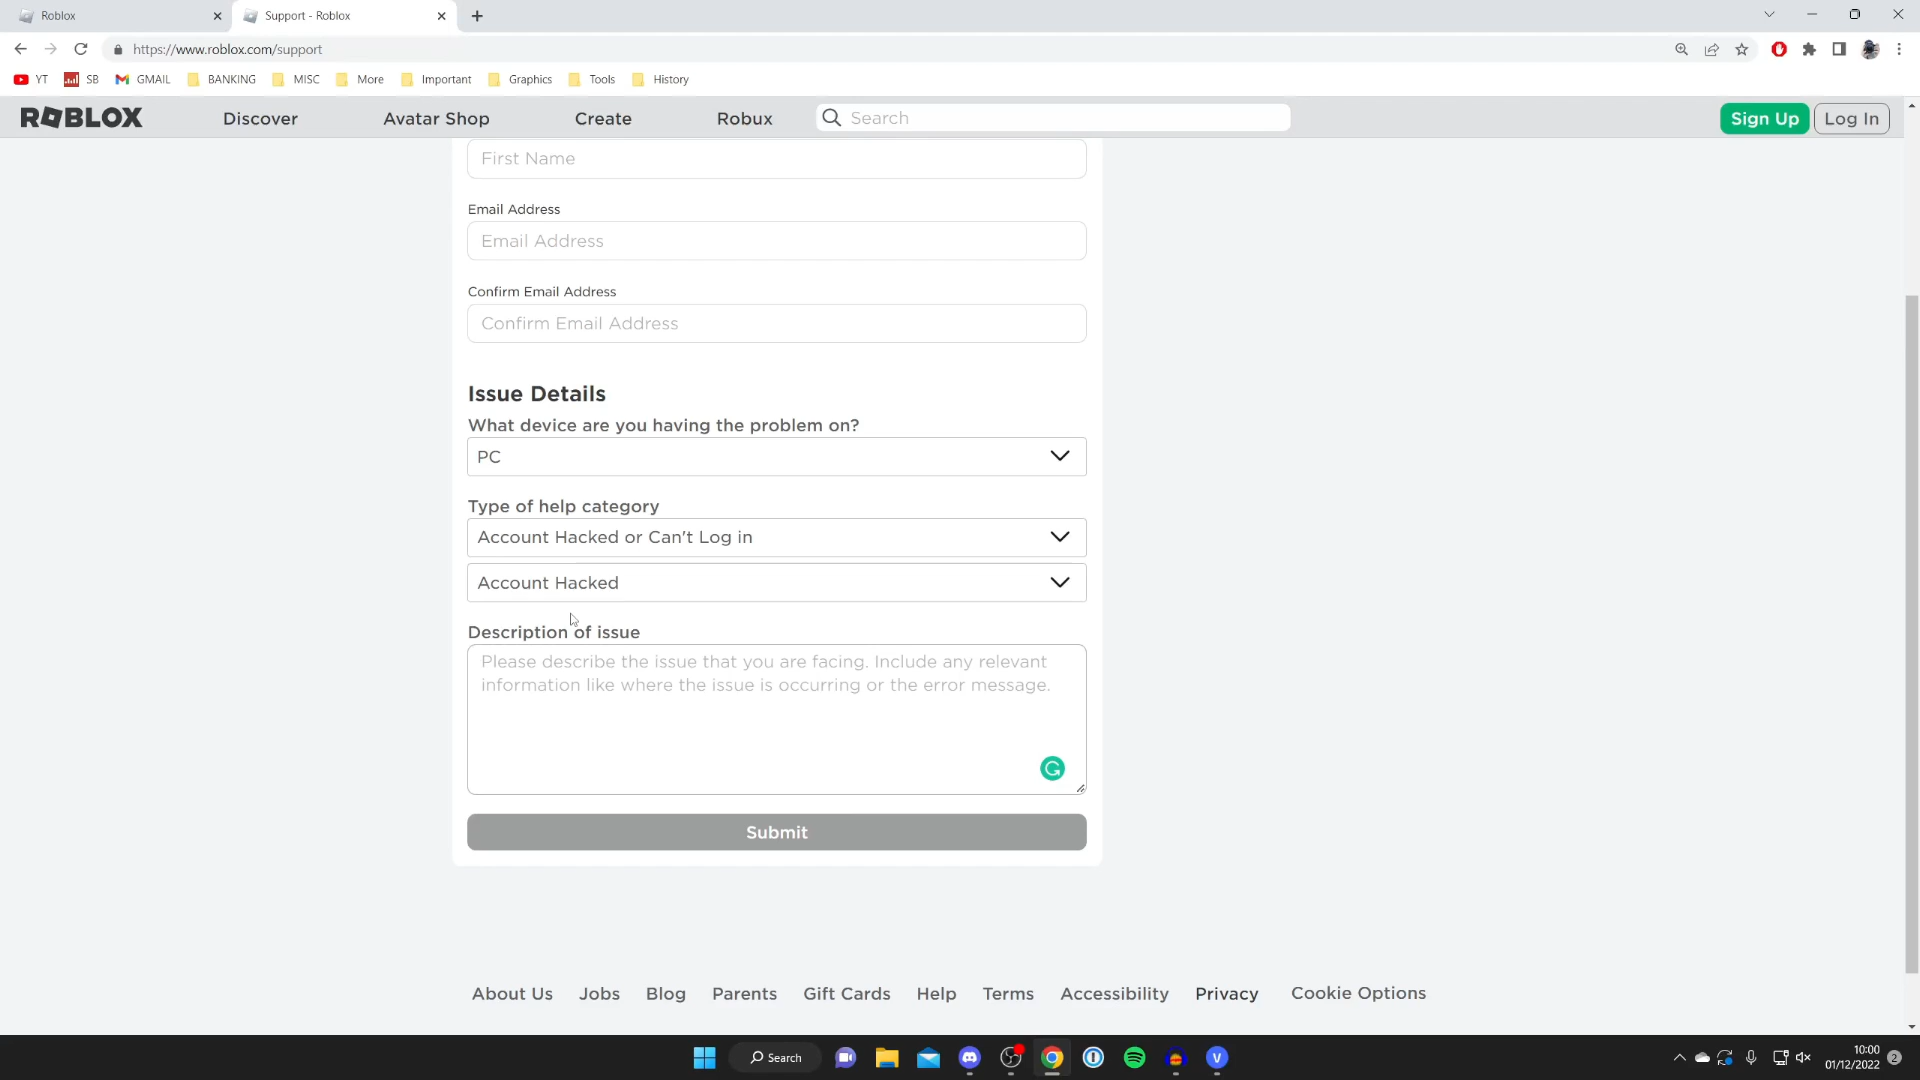 Roblox
Support - Roblox
https://www.roblox.com/support
YT
SB
GMAIL
BANKING
MISC
More
Important
Graphics
Tools
History
ROBLOX
Discover
Avatar Shop
Create
Robux
Search
Sign Up
Log In
First Name
Email Address
Email Address
Confirm Email Address
Confirm Email Address
Issue Details
What device are you having the problem on?
PC
Type of help category
Account Hacked or Can't Log in
Account Hacked
Description of issue
Please describe the issue that you are facing. Include any relevant
information like where the issue is occurring or the error message.
Submit
About Us
Jobs
Blog
Parents
Gift Cards
Help
Terms
Accessibility
Privacy
Cookie Options
Search
V
10:00
01/12/2022
2